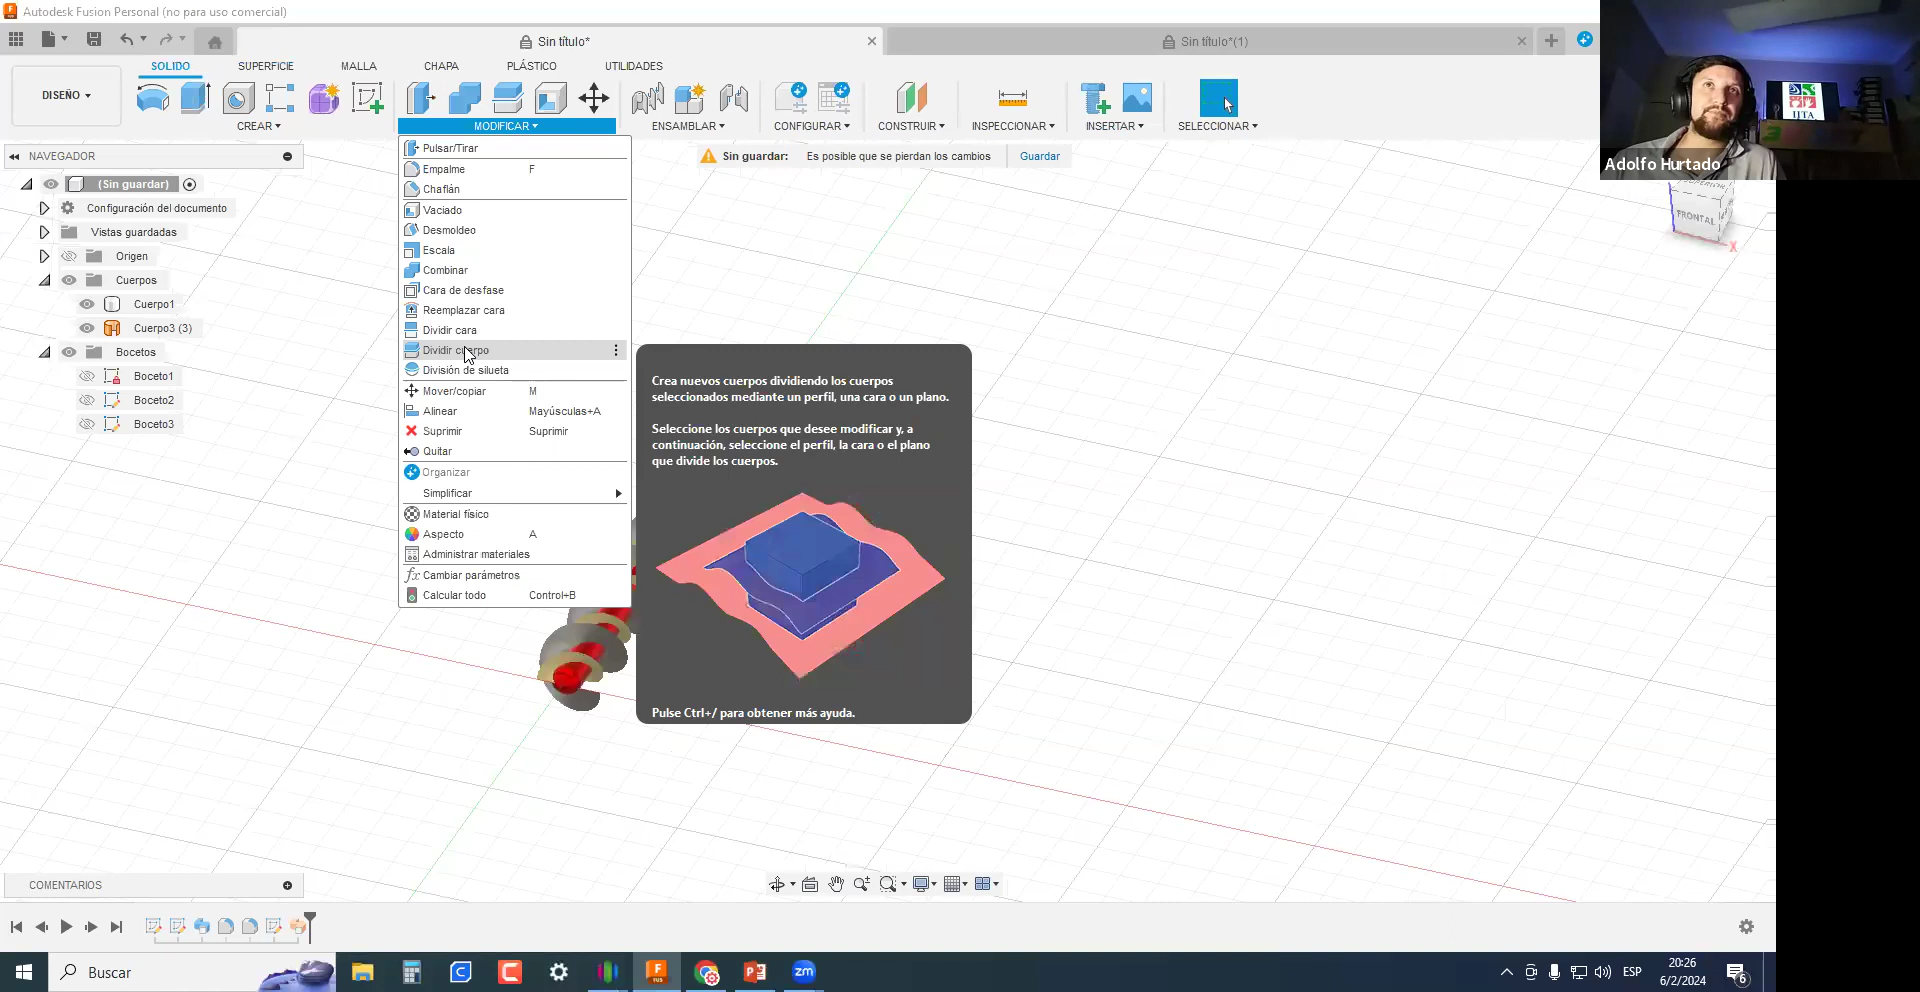 Autodesk Fusion Personal (no para uso comercial)
Sin título*
Sin título*(1)
SOLIDO
SUPERFICIE
MALLA
CHAPA
PLÁSTICO
UTILIDADES
DISEÑO
CREAR
MODIFICAR
ENSAMBLAR
CONFIGURAR
CONSTRUIR
INSPECCIONAR
INSERTAR
SELECCIONAR
IJTA
Adolfo Hurtado
NAVEGADOR
Sin guardar: Es posible que se pierdan los cambios Guardar
SUPERIOR
FRONTAL
X
(Sin guardar)
Configuración del documento
Vistas guardadas
Origen
Cuerpos
Cuerpo1
Cuerpo3 (3)
Bocetos
Boceto1
Boceto2
Boceto3
Pulsar/Tirar
Empalme F
Chaflán
Vaciado
Desmoldeo
Escala
Combinar
Cara de desfase
Reemplazar cara
Dividir cara
Dividir cuerpo
División de silueta
Mover/copiar M
Alinear Mayúsculas+A
Suprimir Suprimir
Quitar
Organizar
Simplificar
Material físico
Aspecto A
Administrar materiales
fx Cambiar parámetros
Calcular todo Control+B
Crea nuevos cuerpos dividiendo los cuerpos
seleccionados mediante un perfil, una cara o un plano.
Seleccione los cuerpos que desee modificar y, a
continuación, seleccione el perfil, la cara o el plano
que divide los cuerpos.
Pulse Ctrl+/ para obtener más ayuda.
COMENTARIOS
Buscar
zm
ESP
20:26
6/2/2024
6